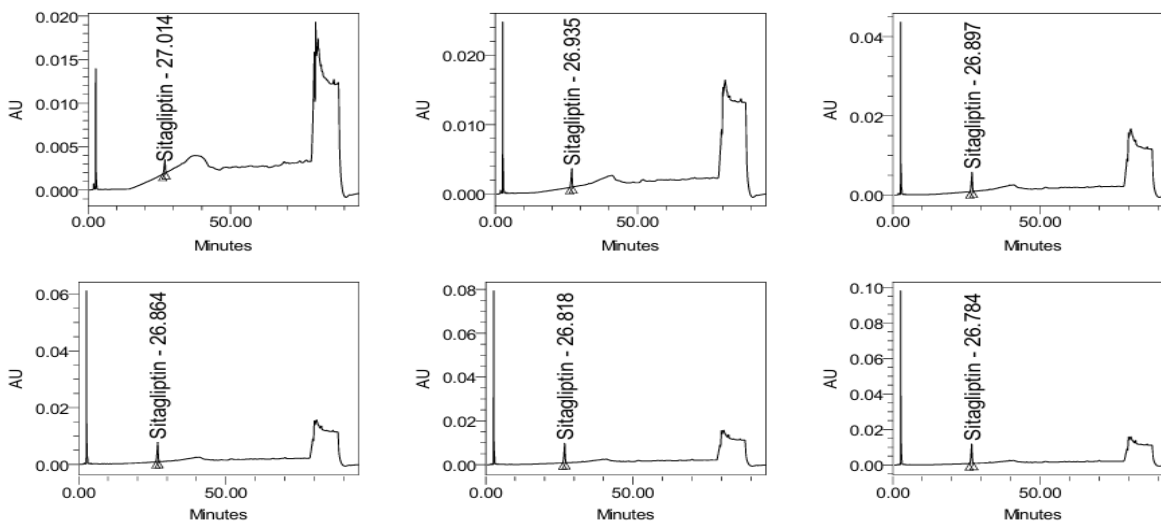 0.020
0.015
0.010
0.005
0.000
AU
Sitagliptin - 27.014
0.00
50.00
Minutes
0.020
0.010
0.000
AU
Sitagliptin - 26.935
0.00
50.00
Minutes
0.04
0.02
0.00
AU
Sitagliptin - 26.897
0.00
50.00
Minutes
0.06
0.04
0.02
0.00
AU
Sitagliptin - 26.864
0.00
50.00
Minutes
0.08
0.06
0.04
0.02
0.00
AU
Sitagliptin - 26.818
0.00
50.00
Minutes
0.10
0.08
0.06
0.04
0.02
0.00
AU
Sitagliptin - 26.784
0.00
50.00
Minutes